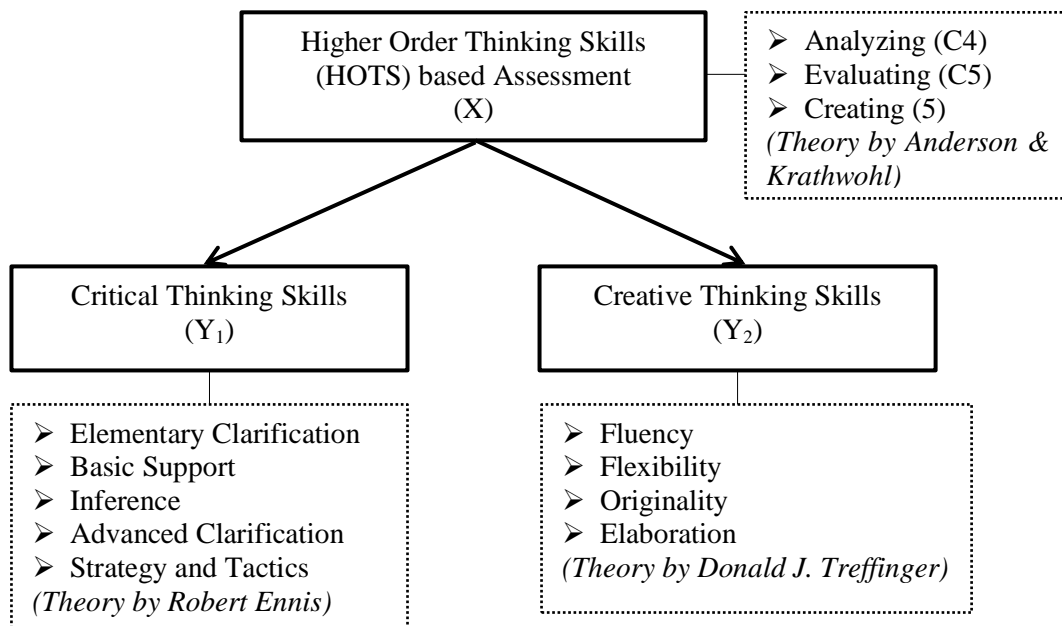 Higher Order Thinking Skills
(HOTS) based Assessment
(X)
➢ Analyzing (C4)
➢ Evaluating (C5)
➢ Creating (5)
(Theory by Anderson &
Krathwohl)
Critical Thinking Skills
(Y₁)
Creative Thinking Skills
(Y₂)
➢ Elementary Clarification
➢ Basic Support
➢ Inference
➢ Advanced Clarification
➢ Strategy and Tactics
(Theory by Robert Ennis)
➢ Fluency
➢ Flexibility
➢ Originality
➢ Elaboration
(Theory by Donald J. Treffinger)